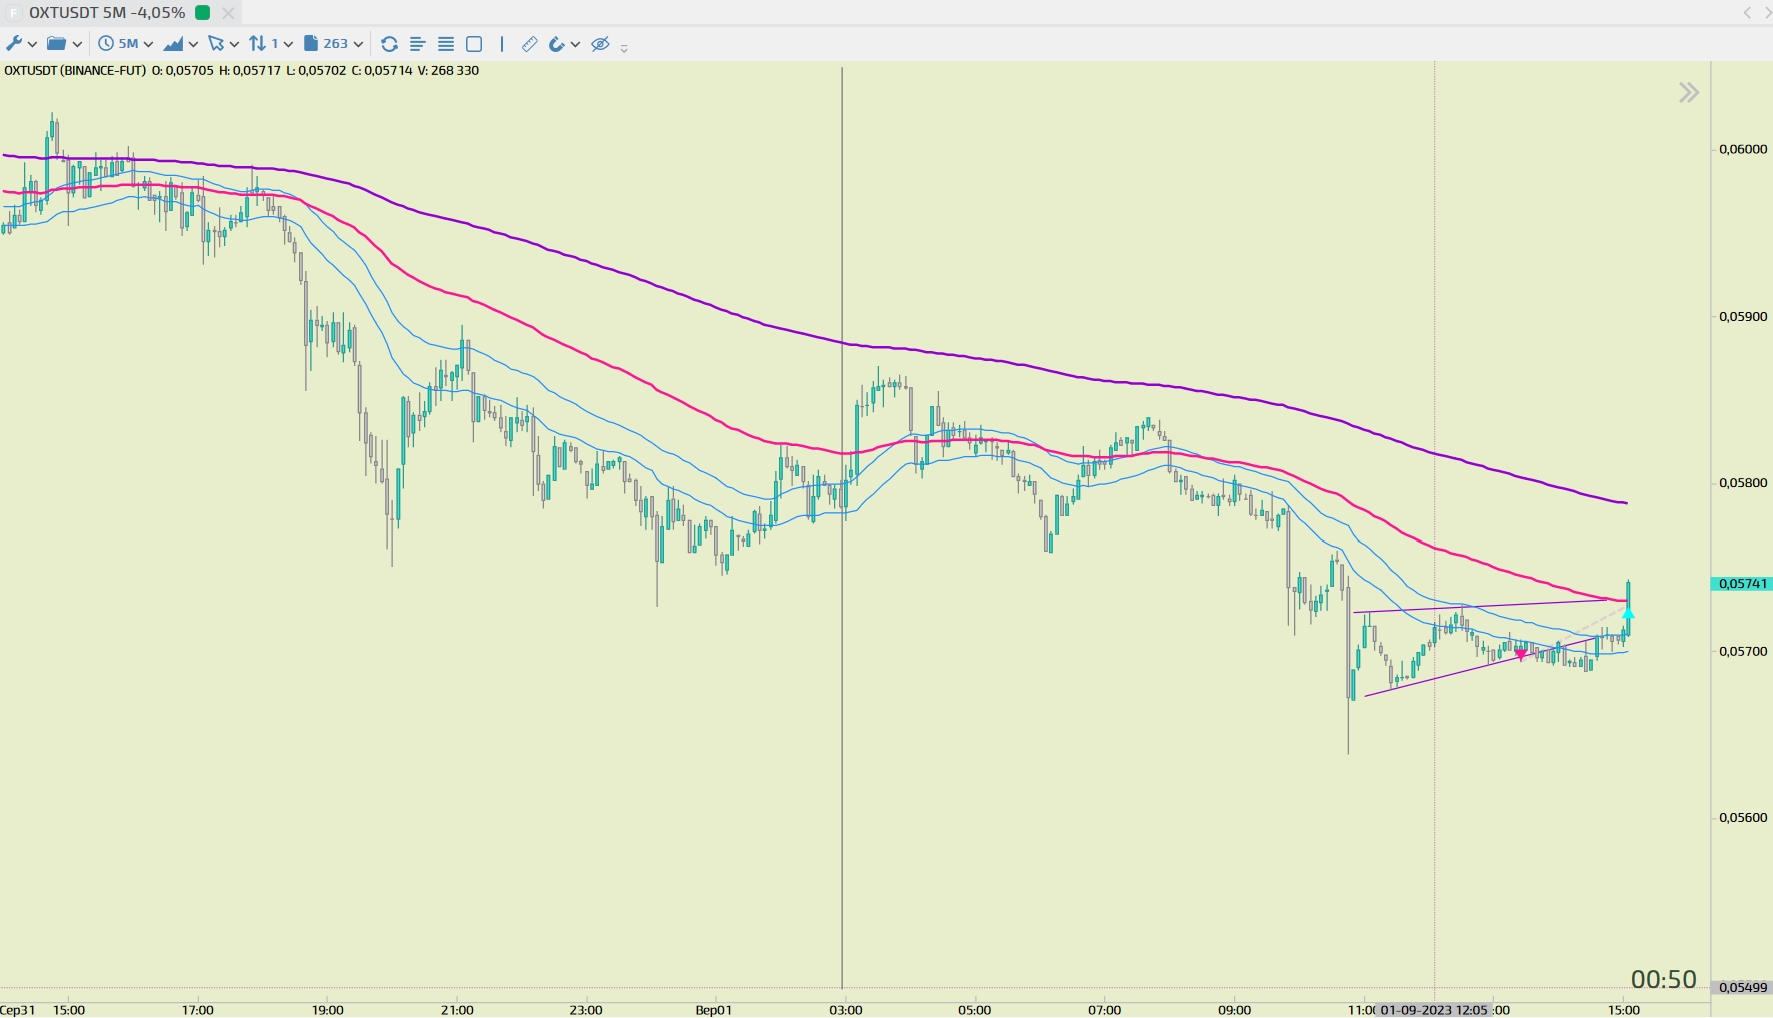 F OXTUSDT 5M -4,05%
5M 1 263
OXTUSDT (BINANCE-FUT) O: 0,05705 H: 0,05717 L: 0,05702 C: 0,05714 V: 268 330
0,06000
0,05900
0,05800
0,05741
0,05700
0,05600
00:50
0,05499
Сер31 15:00 17:00 19:00 21:00 23:00 Вер01 03:00 05:00 07:00 09:00 11:00 01-09-2023 12:05 :00 15:00